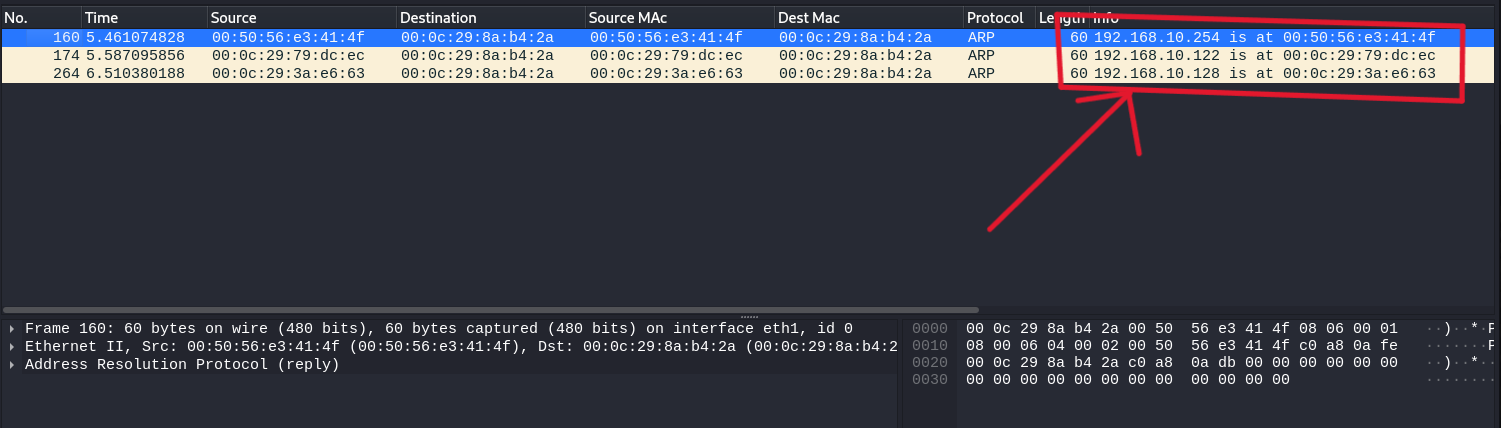 No. Time Source Destination Source MAc Dest Mac Protocol Length Info
160 5.461074828 00:50:56:e3:41:4f 00:0c:29:8a:b4:2a 00:50:56:e3:41:4f 00:0c:29:8a:b4:2a ARP 60 192.168.10.254 is at 00:50:56:e3:41:4f
174 5.587095856 00:0c:29:79:dc:ec 00:0c:29:8a:b4:2a 00:0c:29:79:dc:ec 00:0c:29:8a:b4:2a ARP 60 192.168.10.122 is at 00:0c:29:79:dc:ec
264 6.510380188 00:0c:29:3a:e6:63 00:0c:29:8a:b4:2a 00:0c:29:3a:e6:63 00:0c:29:8a:b4:2a ARP 60 192.168.10.128 is at 00:0c:29:3a:e6:63
Frame 160: 60 bytes on wire (480 bits), 60 bytes captured (480 bits) on interface eth1, id 0
Ethernet II, Src: 00:50:56:e3:41:4f (00:50:56:e3:41:4f), Dst: 00:0c:29:8a:b4:2a (00:0c:29:8a:b4:2
Address Resolution Protocol (reply)
0000 00 0c 29 8a b4 2a 00 50 56 e3 41 4f 08 06 00 01 ··)··*·P
0010 08 00 06 04 00 02 00 50 56 e3 41 4f c0 a8 0a fe ·······P
0020 00 0c 29 8a b4 2a c0 a8 0a db 00 00 00 00 00 00 ··)··*··
0030 00 00 00 00 00 00 00 00 00 00 00 00 ········